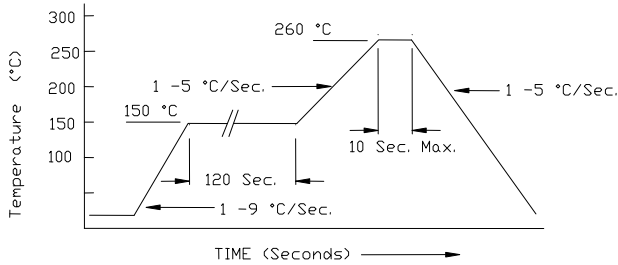 300
260 °C
250
200
1 -5 °C/Sec.
1 -5 °C/Sec.
150 °C
150
100
10 Sec. Max.
120 Sec.
1 -9 °C/Sec.
Temperature (°C)
TIME (Seconds)